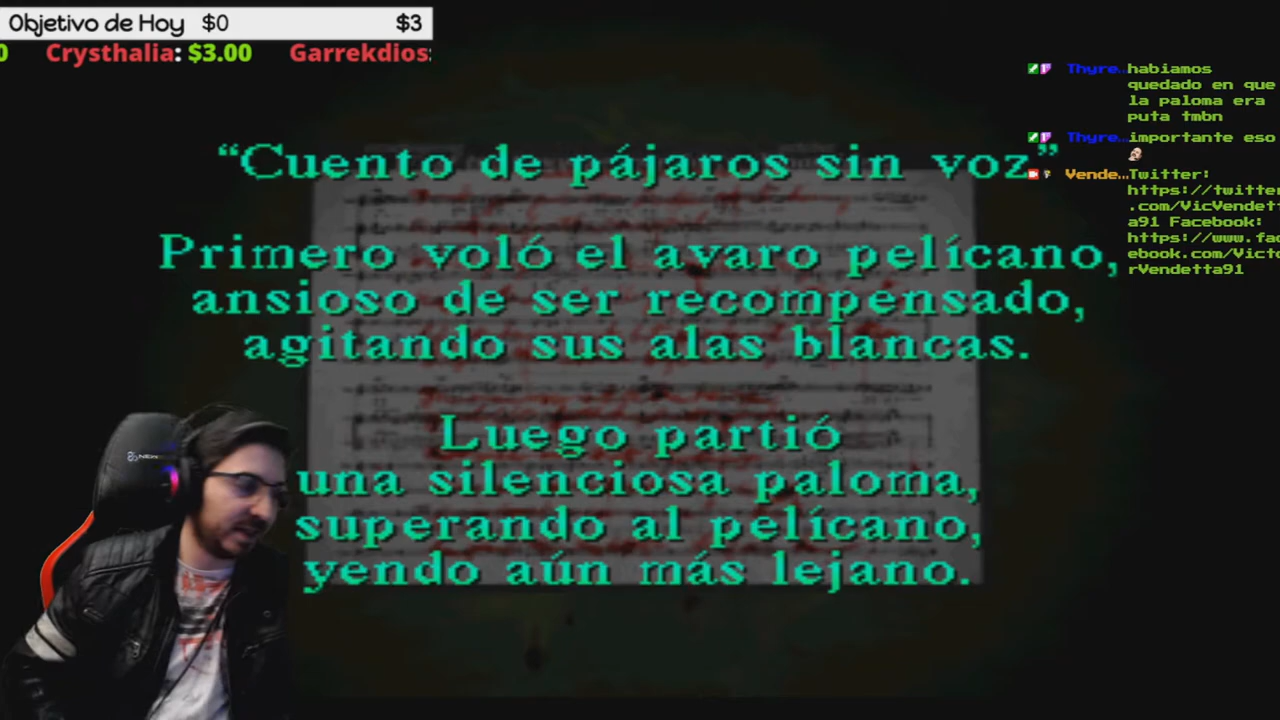 Objetivo de Hoy $0 $3
0 Crysthalia: $3.00 Garrekdios:
Thyre.. habiamos
quedado en que
la paloma era
puta tmbn
Thyre.. importante eso
Vende... Twitter:
https://twitter
.com/VicVendett
a91 Facebook:
https://www.fac
ebook.com/Victo
rVendetta91
“Cuento de pájaros sin voz”
Primero voló el avaro pelícano,
ansioso de ser recompensado,
agitando sus alas blancas.
Luego partió
una silenciosa paloma,
superando al pelícano,
yendo aún más lejano.